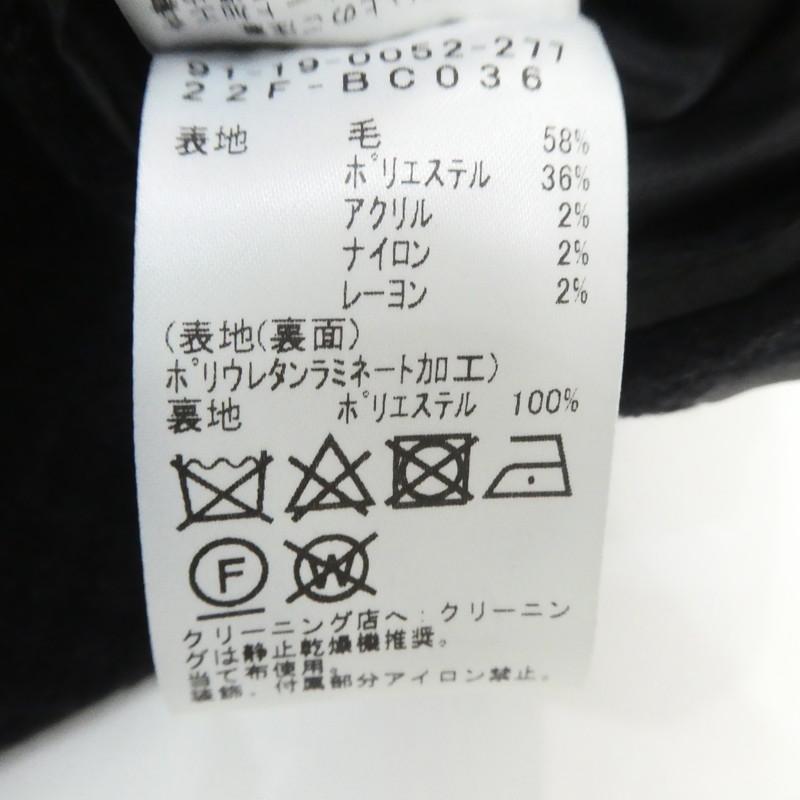 91-19-0052-277
22F-BC036
表地 毛 58%
ポリエステル 36%
アクリル 2%
ナイロン 2%
レーヨン 2%
(表地(裏面)
ポリウレタンラミネート加工)
裏地 ポリエステル 100%
F W
クリーニング店へ:クリーニン
グは静止乾燥機推奨。
当て布使用。
装飾、付属部分アイロン禁止。